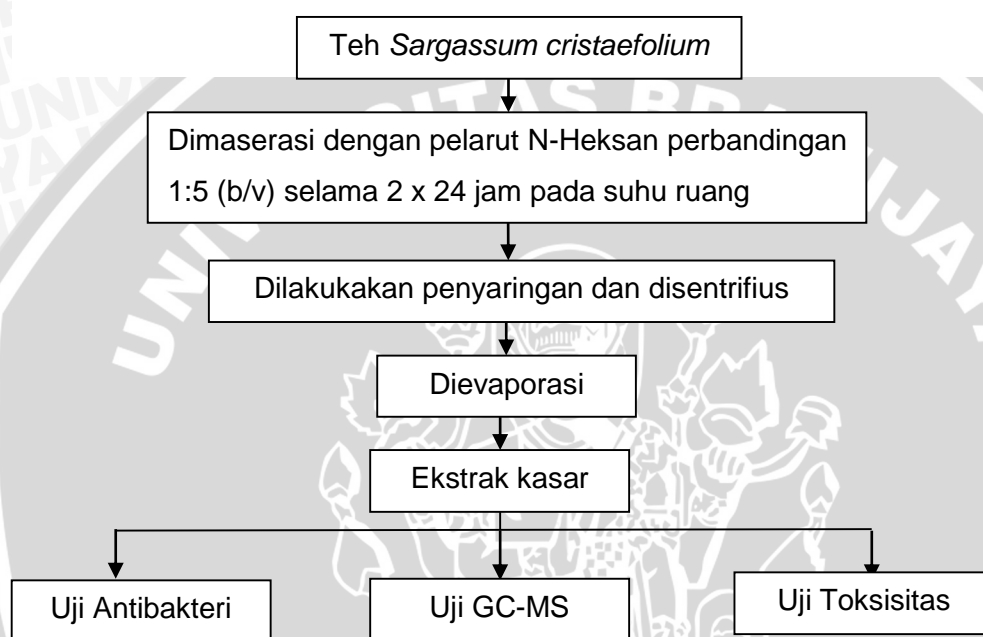 Teh Sargassum cristaefolium
Dimaserasi dengan pelarut N-Heksan perbandingan
1:5 (b/v) selama 2 x 24 jam pada suhu ruang
Dilakukakan penyaringan dan disentrifius
Dievaporasi
Ekstrak kasar
Uji Antibakteri
Uji GC-MS
Uji Toksisitas